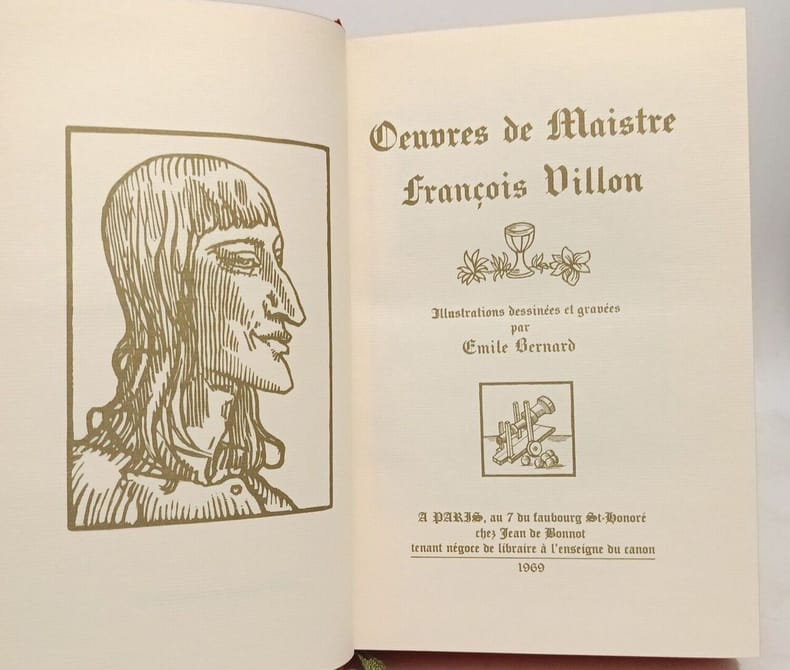 Oeuvres de Maistre
François Villon
Illustrations dessinées et gravées
par
Emile Bernard
A PARIS, au 7 du faubourg St-Honoré
chez Jean de Bonnot
tenant négoce de libraire à l'enseigne du canon
1969